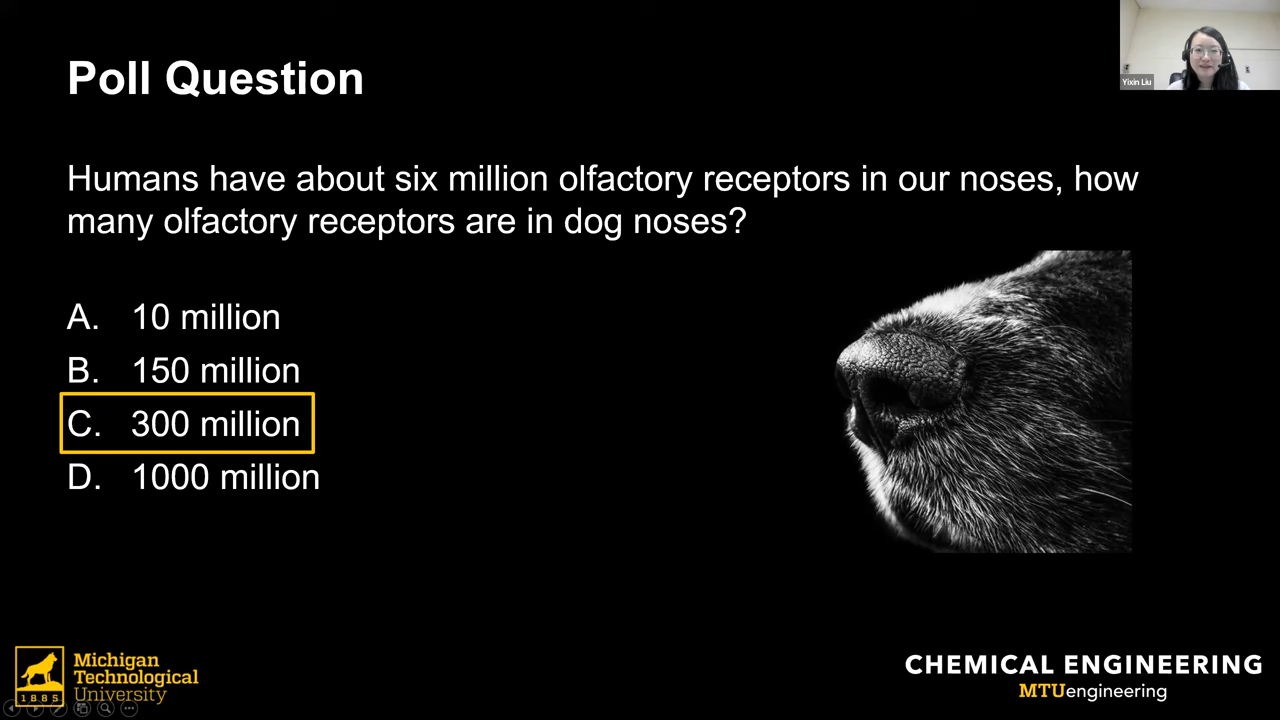 Poll Question
Yixin Liu
Humans have about six million olfactory receptors in our noses, how
many olfactory receptors are in dog noses?
A. 10 million
B. 150 million
C. 300 million
D. 1000 million
Michigan
Technological
University
1885
CHEMICAL ENGINEERING
MTUengineering